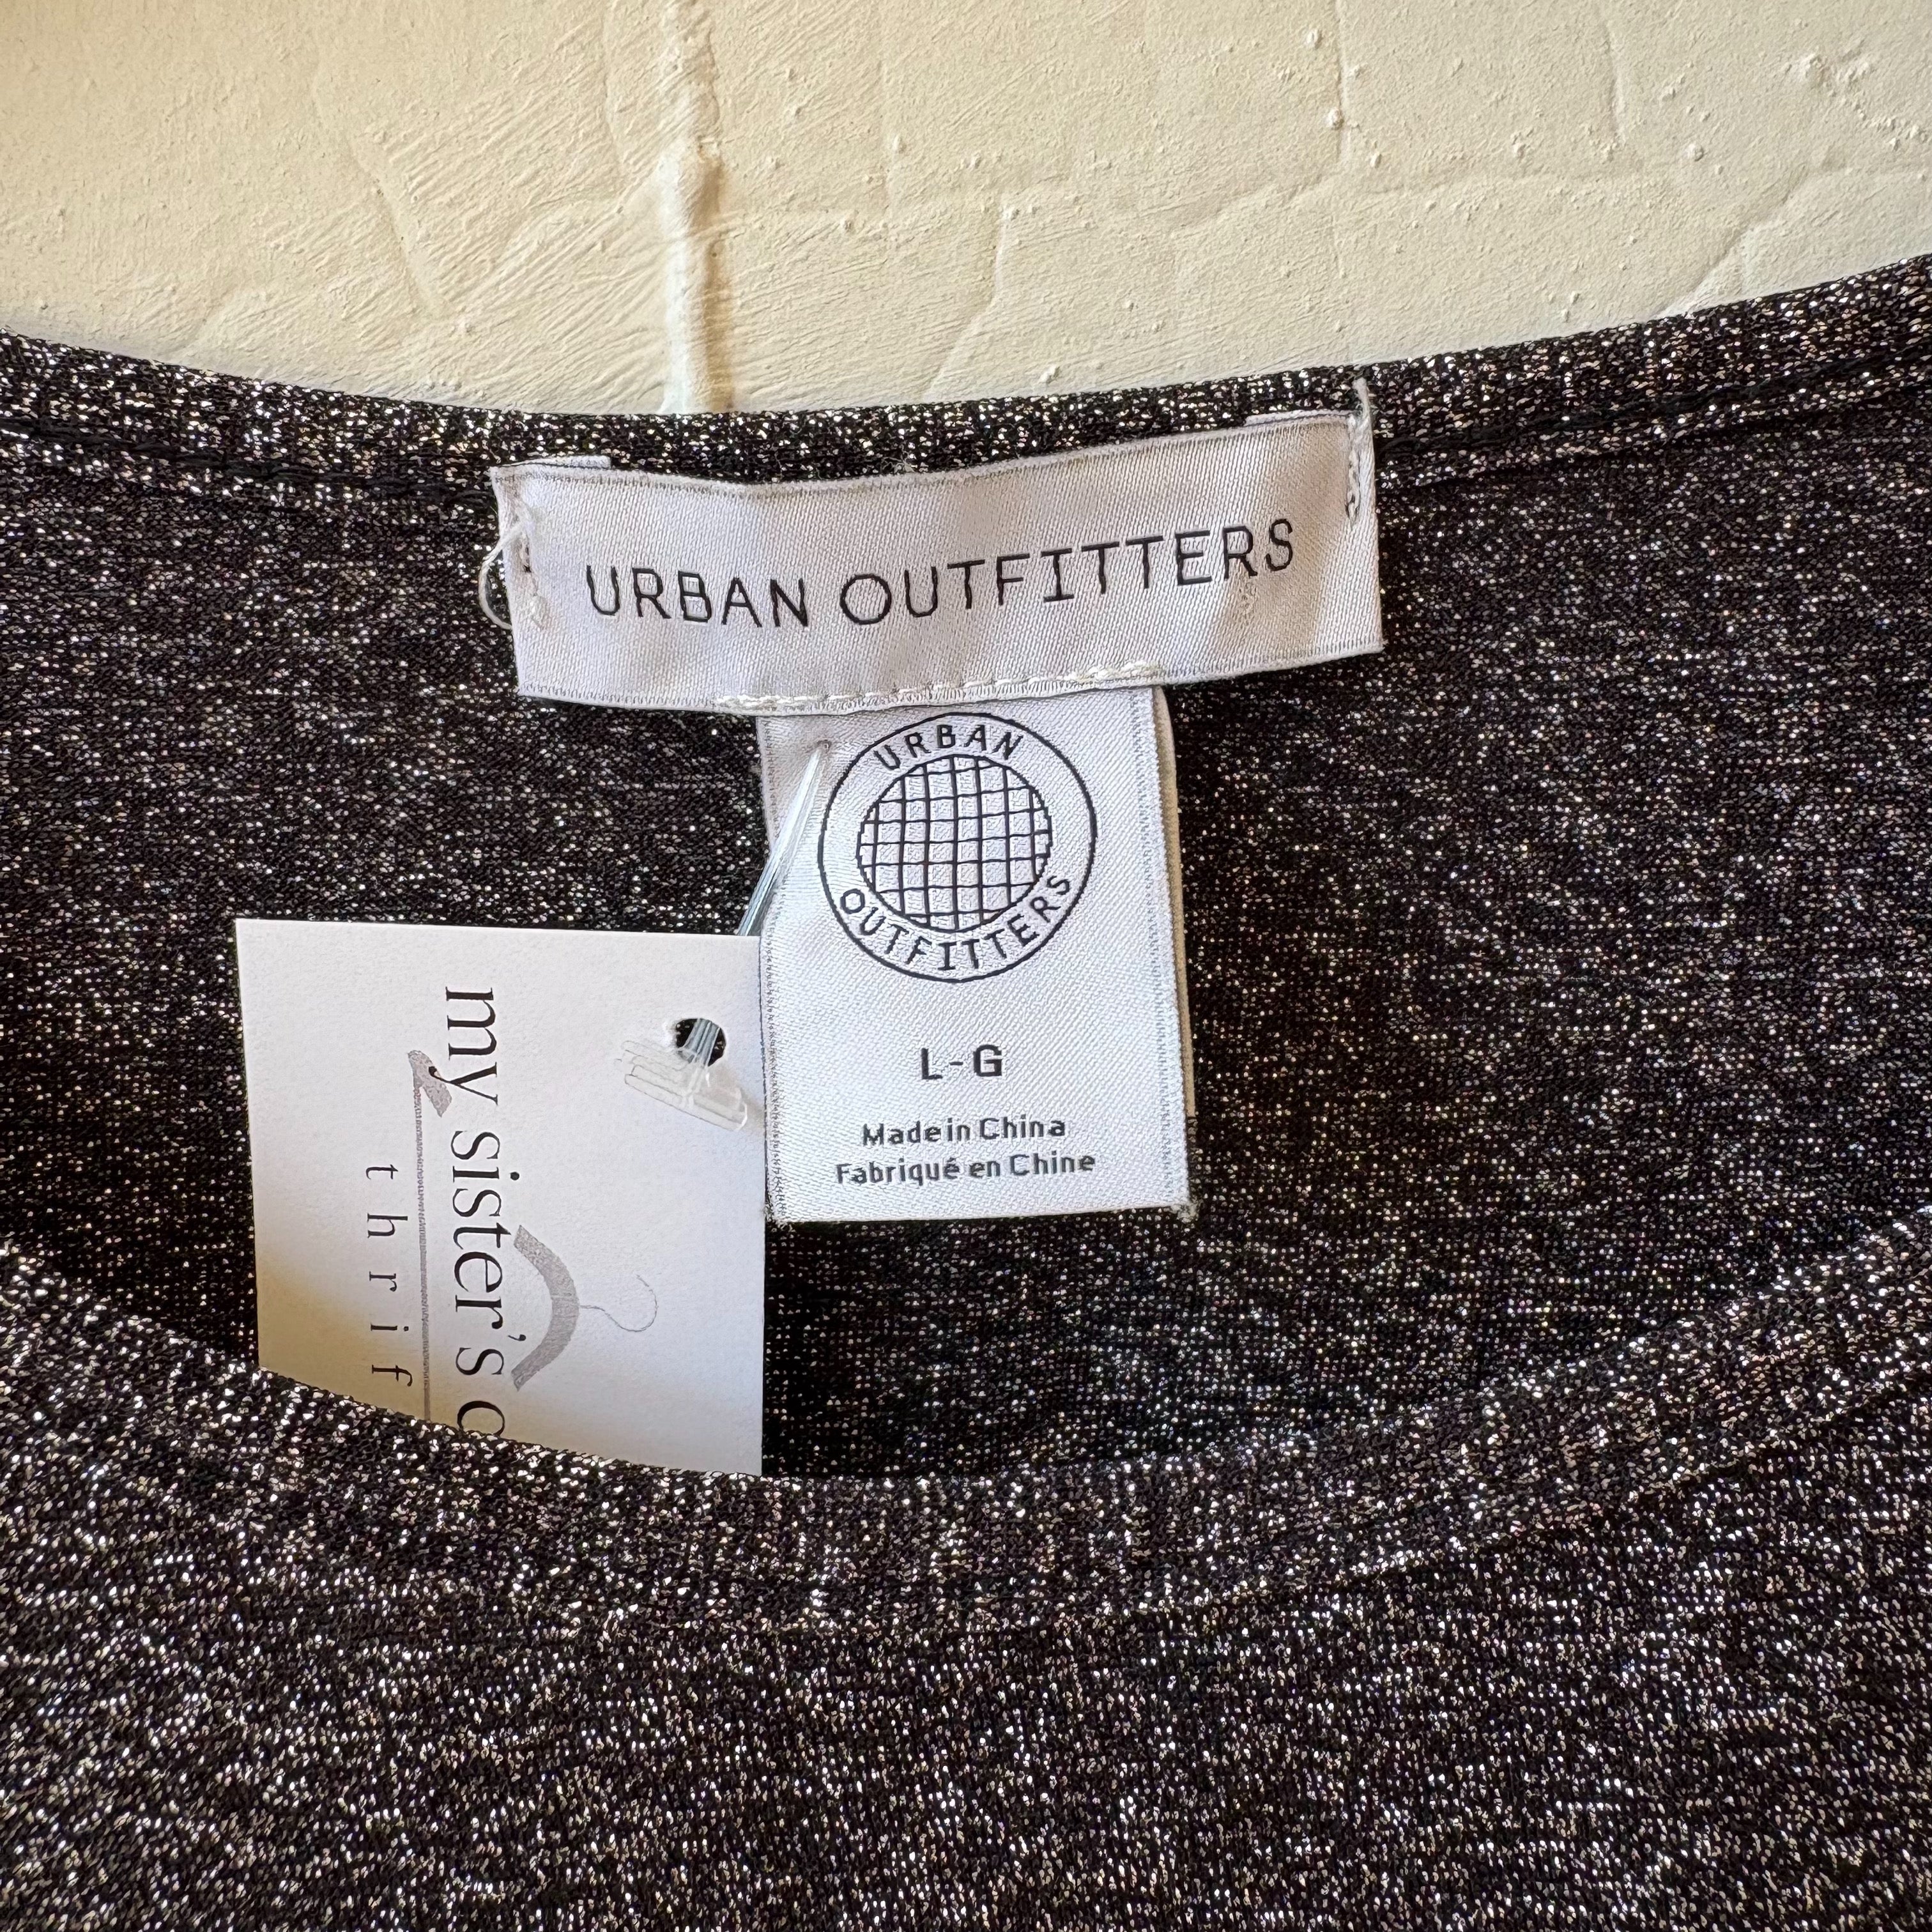 URBAN OUTFITTERS
URBAN
OUTFITTERS
L-G
Made in China
Fabriqué en Chine
my sister's
thrif